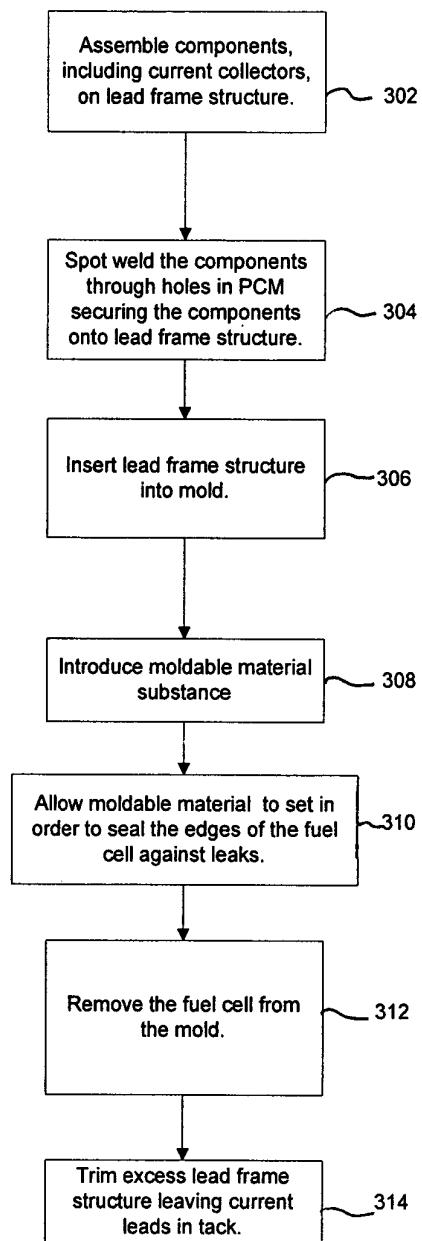 Assemble components,
including current collectors,
on lead frame structure.
302
Spot weld the components
through holes in PCM
securing the components
onto lead frame structure.
304
Insert lead frame structure
into mold.
306
Introduce moldable material
substance
308
Allow moldable material to set in
order to seal the edges of the fuel
cell against leaks.
310
Remove the fuel cell from
the mold.
312
Trim excess lead frame
structure leaving current
leads in tack.
314